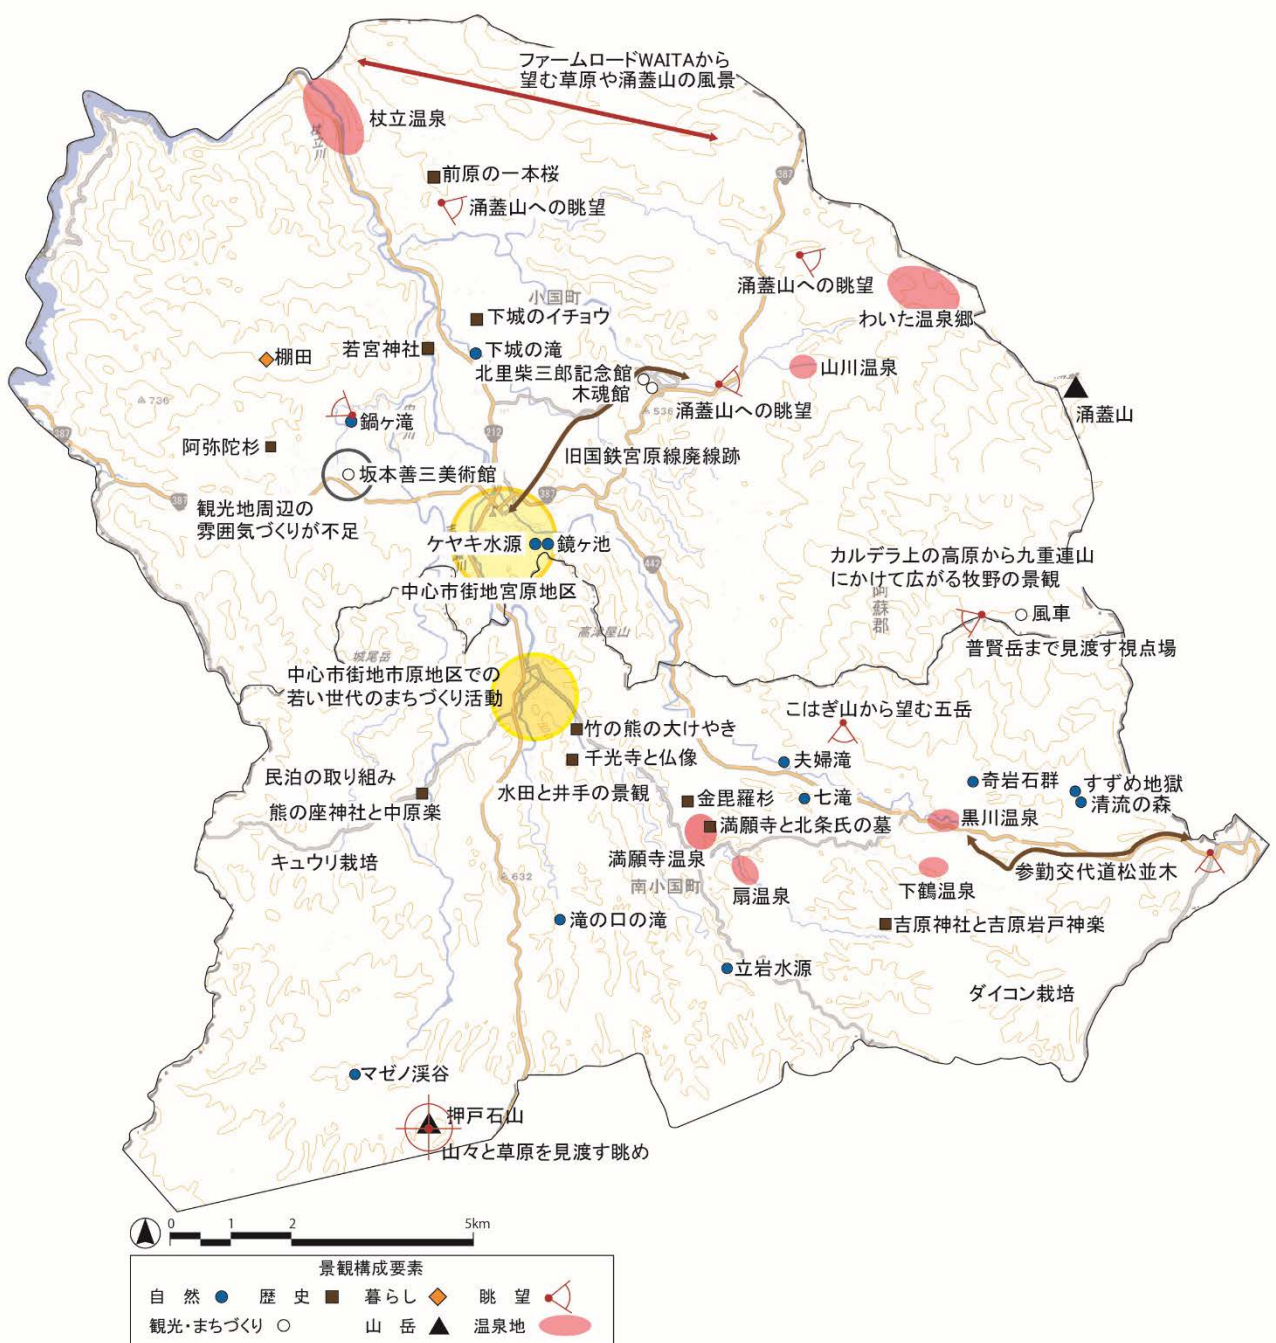 ファームロードWAITAから
望む草原や涌蓋山の風景
杖立温泉
杖立川
387
前原の一本桜
涌蓋山への眺望
涌蓋山への眺望
わいた温泉郷
小国町
下城のイチョウ
若宮神社
下城の滝
棚田
北里柴三郎記念館
木魂館
山川温泉
涌蓋山
736
536
涌蓋山への眺望
鍋ヶ滝
387
212
阿弥陀杉
旧国鉄宮原線廃線跡
坂本善三美術館
387
387
観光地周辺の
雰囲気づくりが不足
ケヤキ水源
鏡ヶ池
442
カルデラ上の高原から九重連山
にかけて広がる牧野の景観
中心市街地宮原地区
阿蘇郡
風車
高津屋山
普賢岳まで見渡す視点場
城尾岳
中心市街地市原地区での
若い世代のまちづくり活動
こはぎ山から望む五岳
竹の熊の大けやき
千光寺と仏像
夫婦滝
民泊の取り組み
奇岩石群
すずめ地獄
清流の森
水田と井手の景観
金毘羅杉
七滝
熊の座神社と中原楽
満願寺と北条氏の墓
黒川温泉
キュウリ栽培
満願寺温泉
参勤交代道松並木
632
南小国町
扇温泉
下鶴温泉
滝の口の滝
吉原神社と吉原岩戸神楽
立岩水源
ダイコン栽培
マゼノ渓谷
押戸石山
山々と草原を見渡す眺め
0 1 2 5km
景観構成要素
自然 歴史 暮らし 眺望
観光・まちづくり 山岳 温泉地